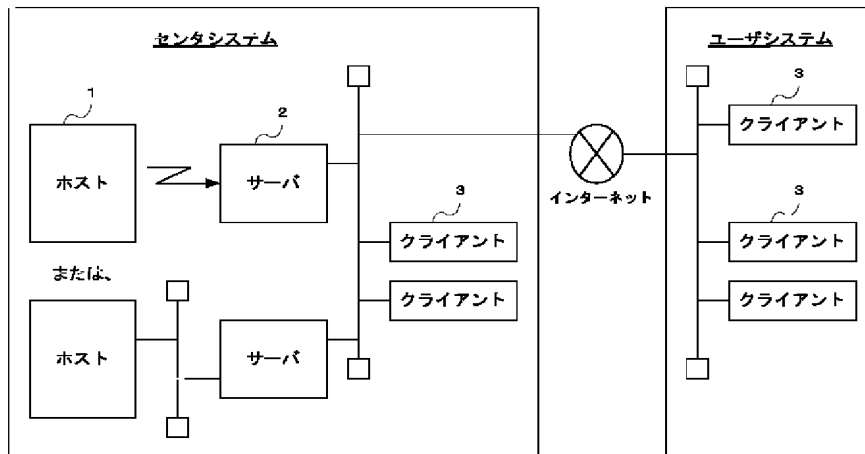 センタシステム
ユーザシステム
1
ホスト
2
サーバ
3
クライアント
クライアント
インターネット
3
クライアント
3
クライアント
クライアント
または、
ホスト
サーバ